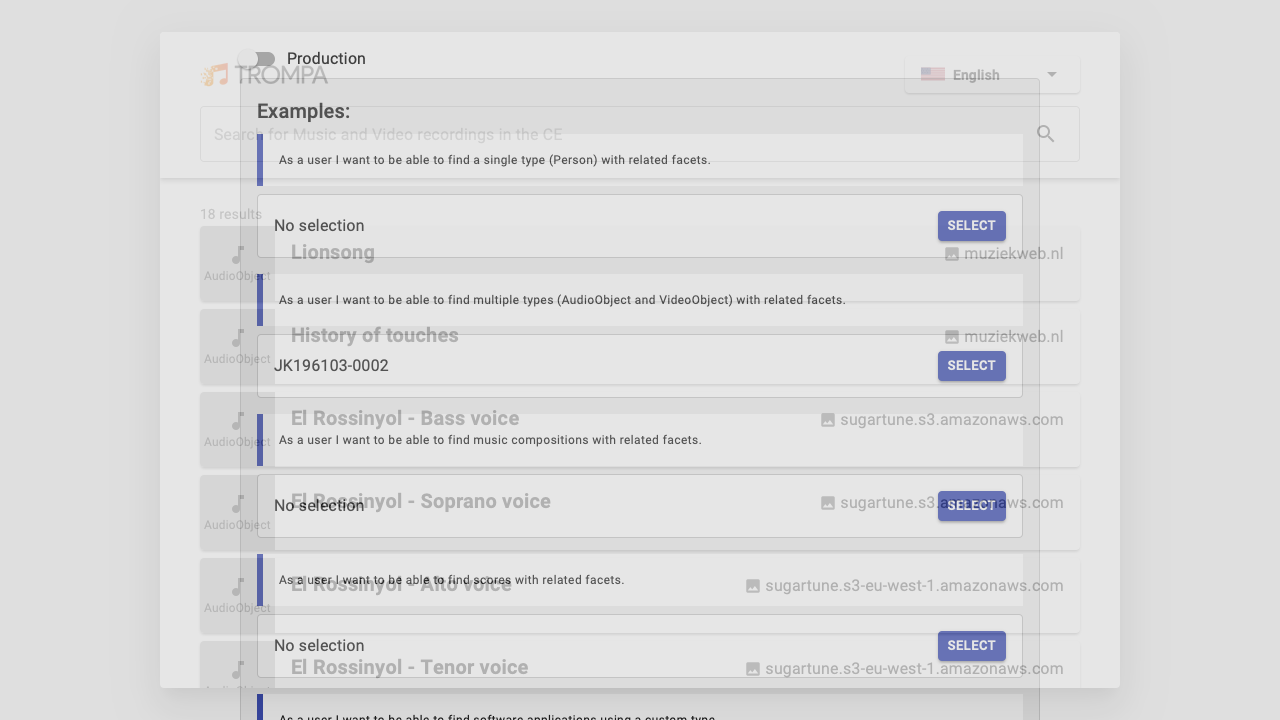 Production
TROMPA
English
Examples:
Search for Music and Video recordings in the CE
As a user I want to be able to find a single type (Person) with related facets.
18 results
No selection
SELECT
Lionsong
muziekweb.nl
AudioObject
As a user I want to be able to find multiple types (AudioObject and VideoObject) with related facets.
History of touches
muziekweb.nl
AudioObject
JK196103-0002
SELECT
El Rossinyol - Bass voice
sugartune.s3.amazonaws.com
AudioObject
As a user I want to be able to find music compositions with related facets.
El Rossinyol - Soprano voice
sugartune.s3.amazonaws.com
No selection
SELECT
AudioObject
As a user I want to be able to find scores with related facets.
El Rossinyol - Alto voice
sugartune.s3-eu-west-1.amazonaws.com
AudioObject
No selection
SELECT
El Rossinyol - Tenor voice
sugartune.s3-eu-west-1.amazonaws.com
AudioObject
As a user I want to be able to find software applications using a custom type